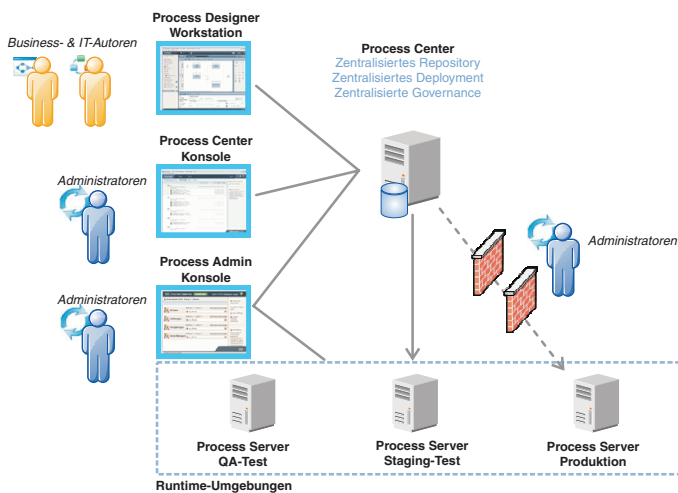 Process Designer
Workstation
Business- & IT-Autoren
Process Center
Zentralisiertes Repository
Zentralisiertes Deployment
Zentralisierte Governance
Process Center
Konsole
Administratoren
Administratoren
Process Admin
Konsole
Administratoren
Process Server
QA-Test
Process Server
Staging-Test
Process Server
Produktion
Runtime-Umgebungen